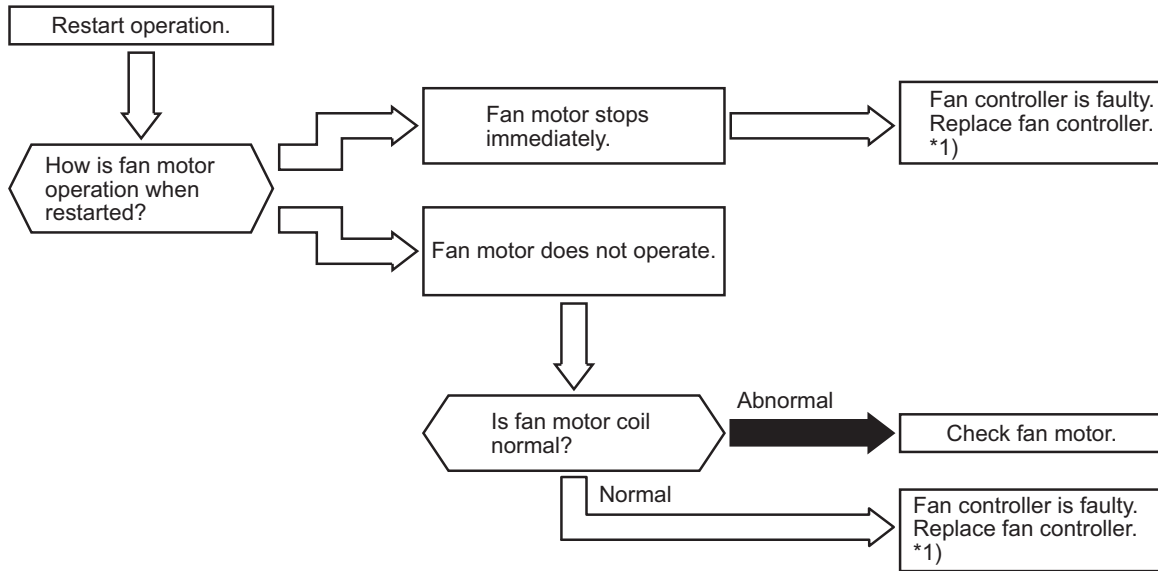 Restart operation.
How is fan motor
operation when
restarted?
Fan motor stops
immediately.
Fan controller is faulty.
Replace fan controller.
*1)
Fan motor does not operate.
Is fan motor coil
normal?
Abnormal
Check fan motor.
Normal
Fan controller is faulty.
Replace fan controller.
*1)